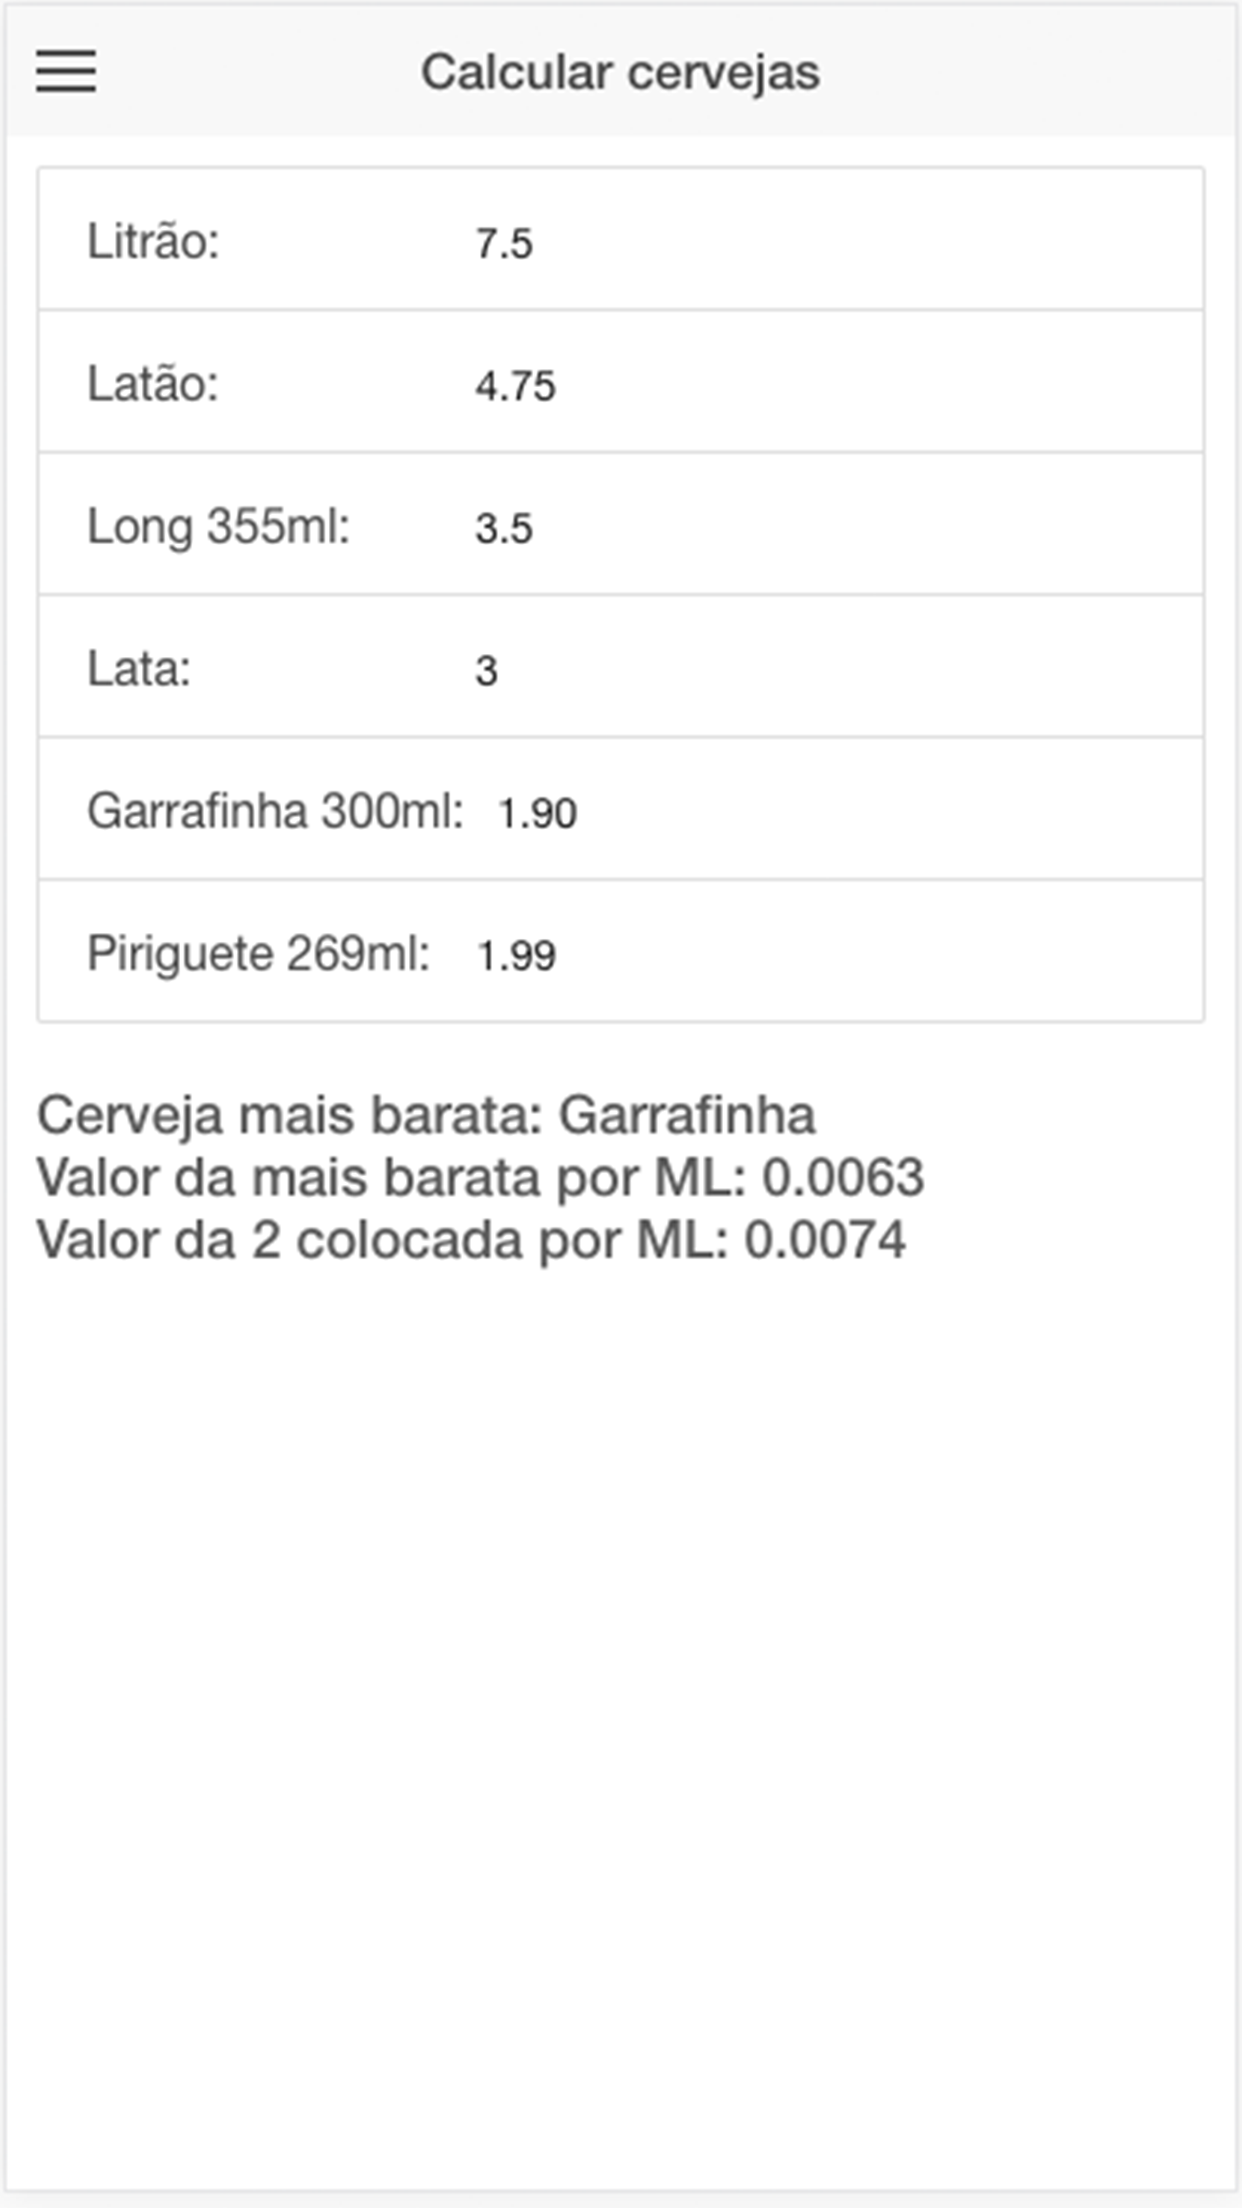 Calcular cervejas
Litrão: 7.5
Latão: 4.75
Long 355ml: 3.5
Lata: 3
Garrafinha 300ml: 1.90
Piriguete 269ml: 1.99
Cerveja mais barata: Garrafinha
Valor da mais barata por ML: 0.0063
Valor da 2 colocada por ML: 0.0074